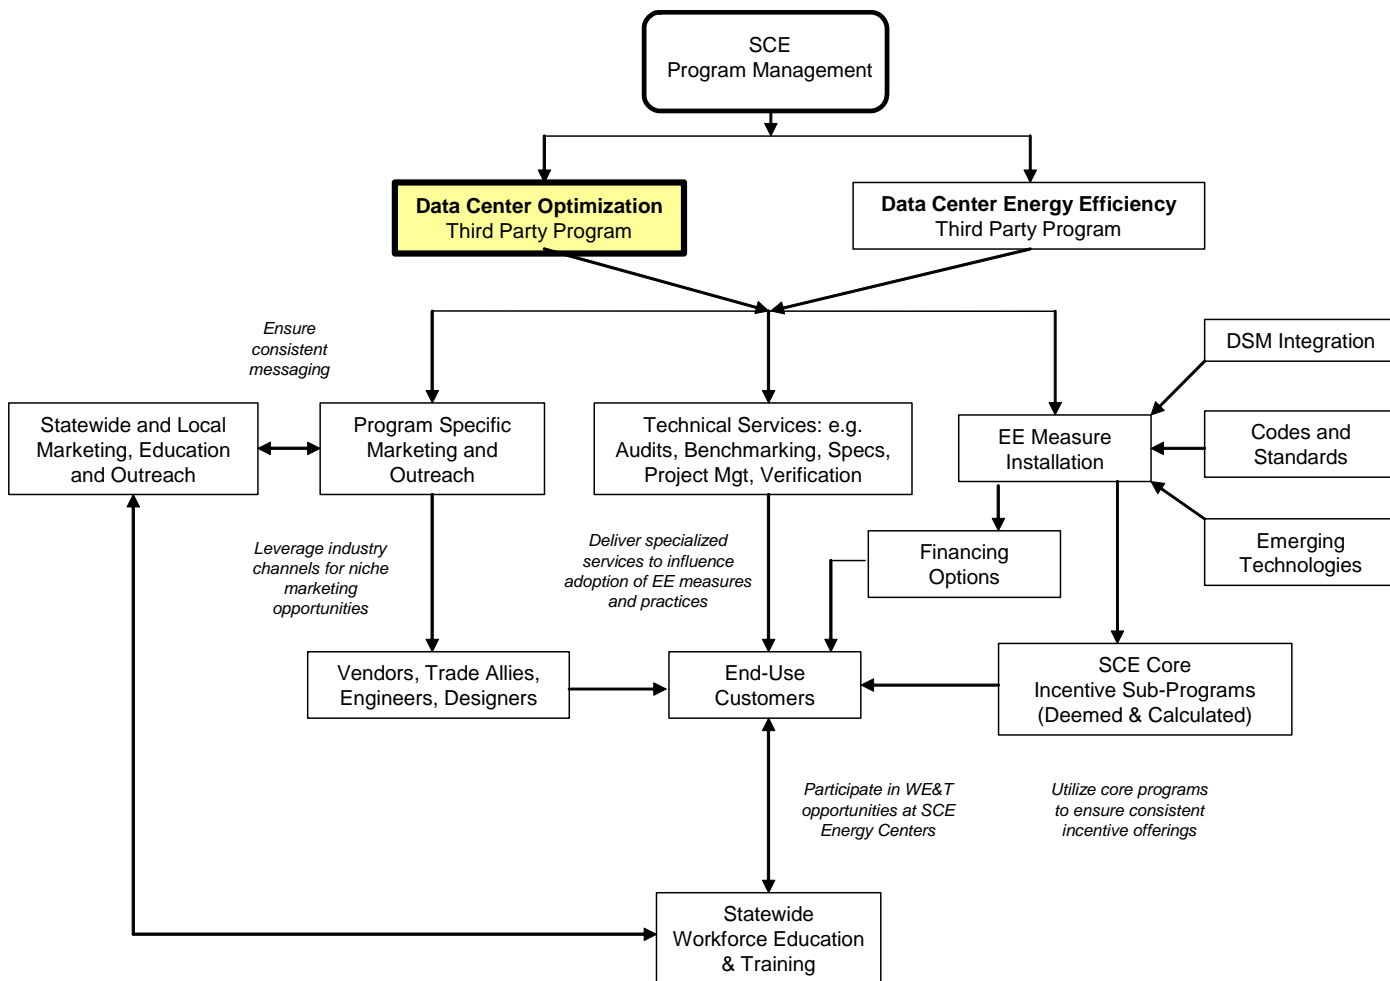 SCE
Program Management
Data Center Optimization
Third Party Program
Data Center Energy Efficiency
Third Party Program
Ensure
consistent
messaging
DSM Integration
Statewide and Local
Marketing, Education
and Outreach
Program Specific
Marketing and
Outreach
Technical Services: e.g.
Audits, Benchmarking, Specs,
Project Mgt, Verification
EE Measure
Installation
Codes and
Standards
Leverage industry
channels for niche
marketing
opportunities
Deliver specialized
services to influence
adoption of EE measures
and practices
Financing
Options
Emerging
Technologies
Vendors, Trade Allies,
Engineers, Designers
End-Use
Customers
SCE Core
Incentive Sub-Programs
(Deemed & Calculated)
Participate in WE&T
opportunities at SCE
Energy Centers
Utilize core programs
to ensure consistent
incentive offerings
Statewide
Workforce Education
& Training